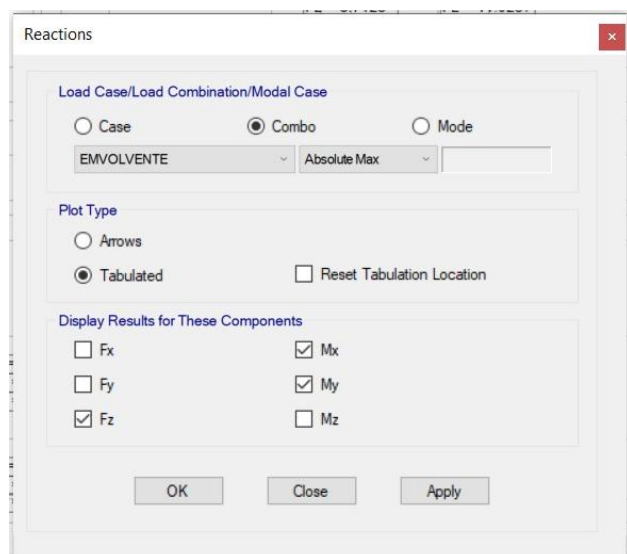 Reactions
Load Case/Load Combination/Modal Case
Case Combo Mode
EMVOLVENTE Absolute Max
Plot Type
Arrows
Tabulated Reset Tabulation Location
Display Results for These Components
Fx Mx
Fy My
Fz Mz
OK Close Apply